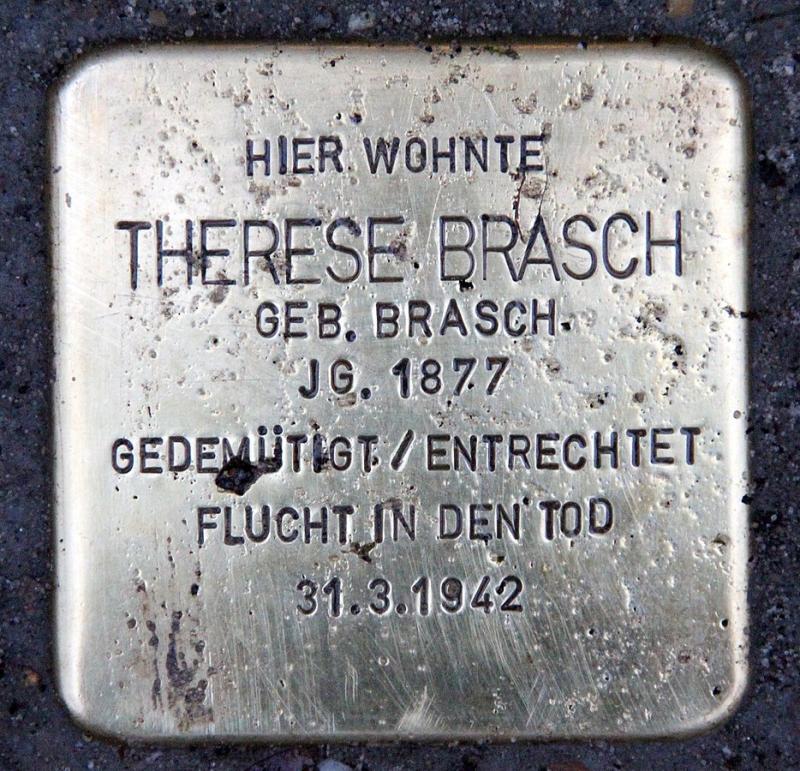 HIER WOHNTE
THERESE BRASCH
GEB. BRASCH
JG. 1877
GEDEMÜTIGT / ENTRECHTET
FLUCHT IN DEN TOD
31.3.1942